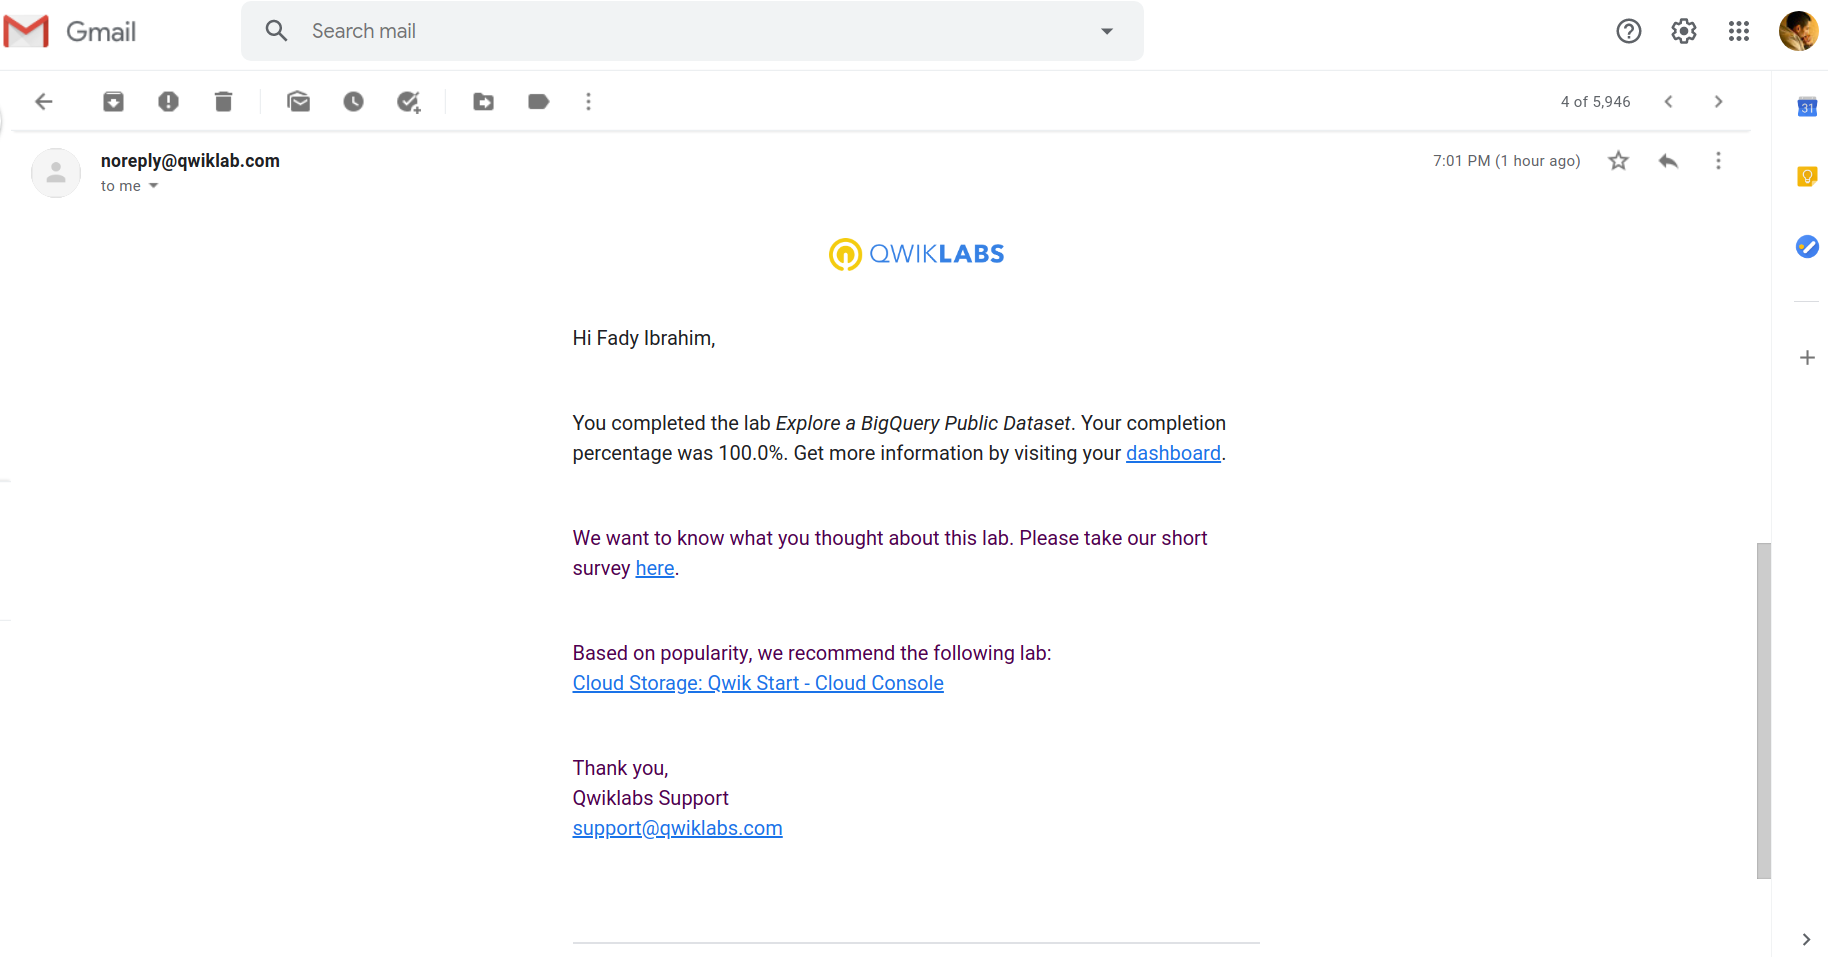 Gmail
Search mail
4 of 5,946
31
noreply@qwiklab.com
7:01 PM (1 hour ago)
to me
QWIKLABS
Hi Fady Ibrahim,
You completed the lab Explore a BigQuery Public Dataset. Your completion
percentage was 100.0%. Get more information by visiting your dashboard.
We want to know what you thought about this lab. Please take our short
survey here.
Based on popularity, we recommend the following lab:
Cloud Storage: Qwik Start - Cloud Console
Thank you,
Qwiklabs Support
support@qwiklabs.com